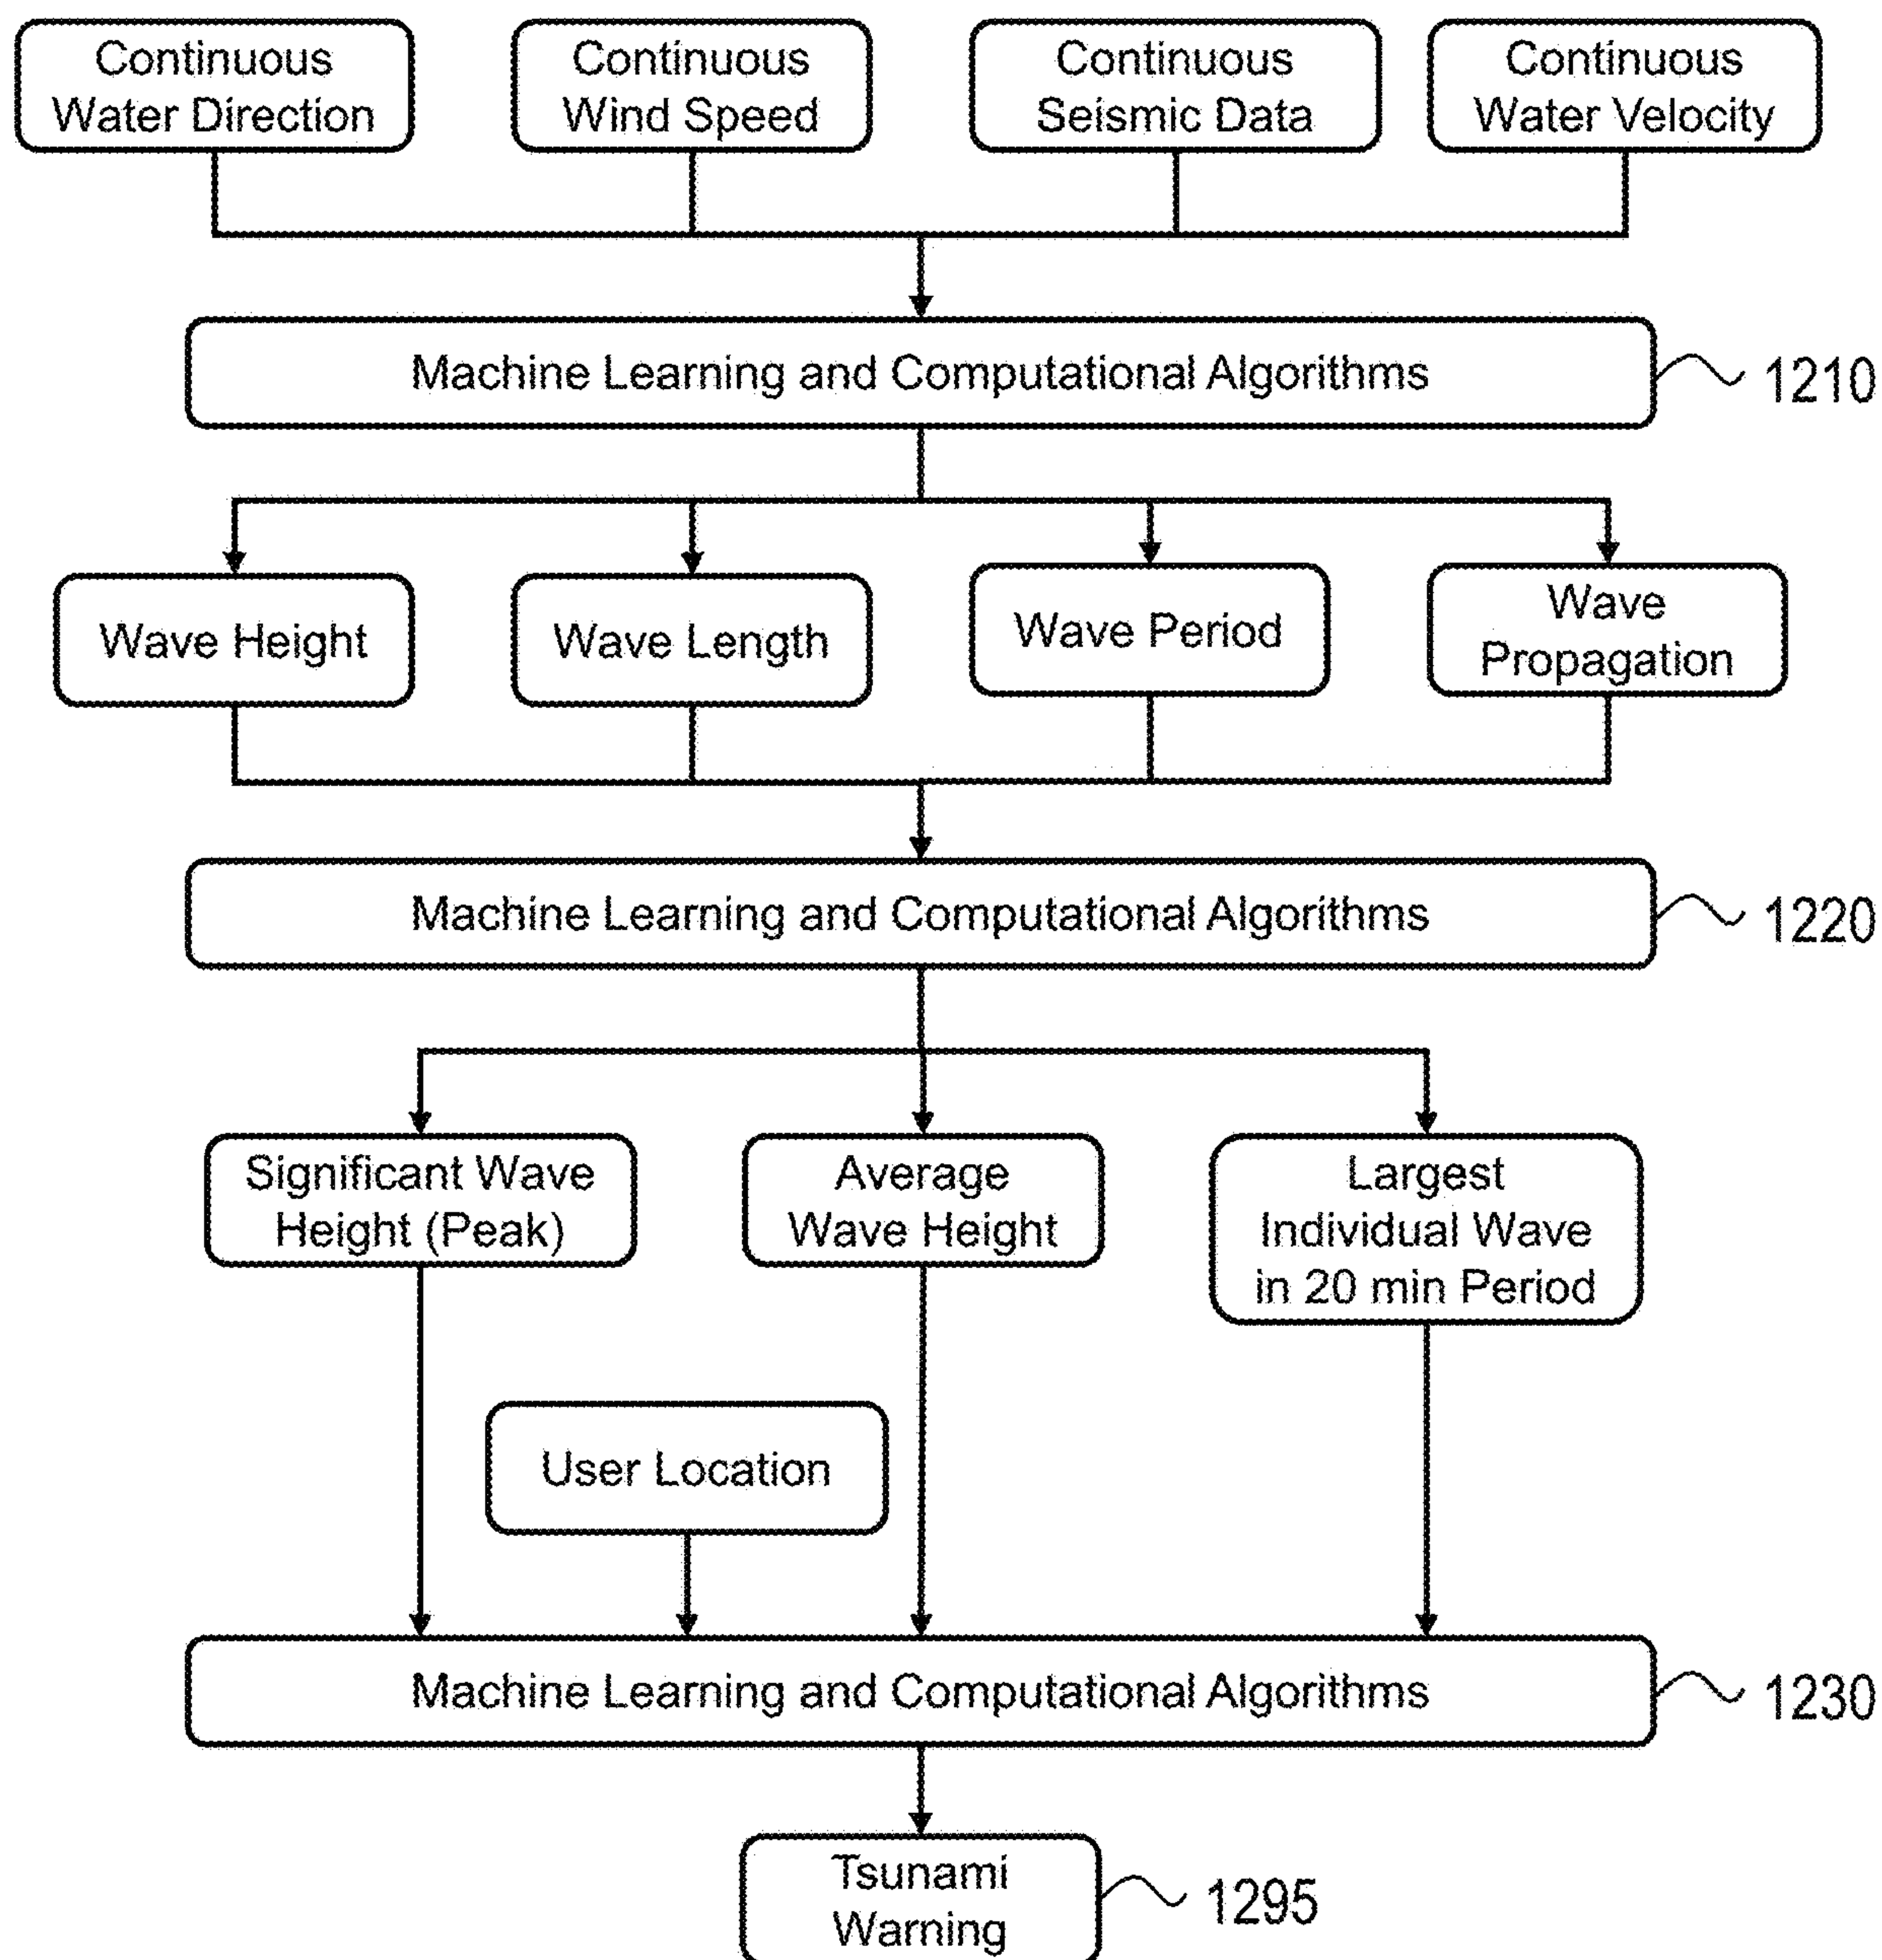 Continuous
Water Direction
Continuous
Wind Speed
Continuous
Seismic Data
Continuous
Water Velocity
Machine Learning and Computational Algorithms
1210
Wave Height
Wave Length
Wave Period
Wave
Propagation
Machine Learning and Computational Algorithms
1220
Significant Wave
Height (Peak)
Average
Wave Height
Largest
Individual Wave
in 20 min Period
User Location
Machine Learning and Computational Algorithms
1230
Tsunami
Warning
1295